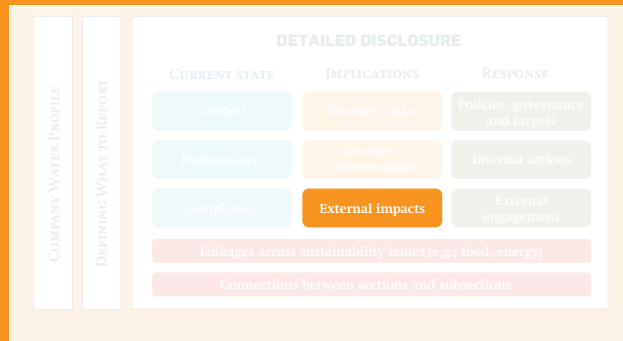 DETAILED DISCLOSURE
CURRENT STATE
IMPLICATIONS
RESPONSE
Context
Business risks
Policies, governance
and targets
Performance
Business
opportunities
Internal actions
Compliance
External impacts
External
engagement
Linkages across sustainability issues (e.g., food, energy)
Connections between sections and subsections
COMPANY WATER PROFILE
DEFINING WHAT TO REPORT